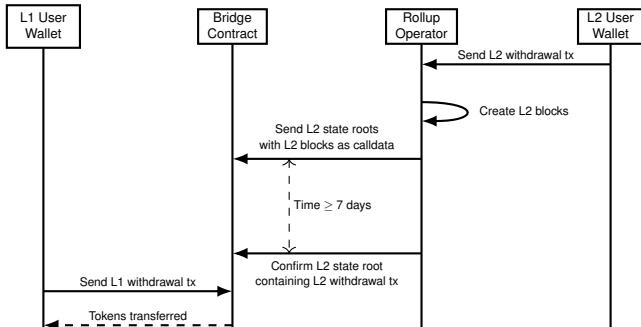 L1 User
Wallet
Bridge
Contract
Rollup
Operator
L2 User
Wallet
Send L2 withdrawal tx
Create L2 blocks
Send L2 state roots
with L2 blocks as calldata
Time ≥ 7 days
Confirm L2 state root
containing L2 withdrawal tx
Send L1 withdrawal tx
Tokens transferred